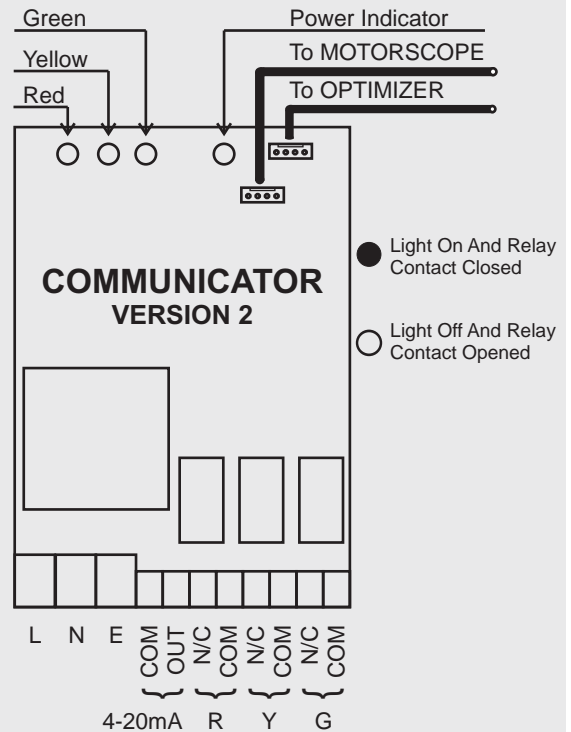 Green
Power Indicator
To MOTORSCOPE
Yellow
To OPTIMIZER
Red
COMMUNICATOR
VERSION 2
Light On And Relay
Contact Closed
Light Off And Relay
Contact Opened
L N E COM OUT N/C COM N/C COM N/C COM
4-20mA R Y G